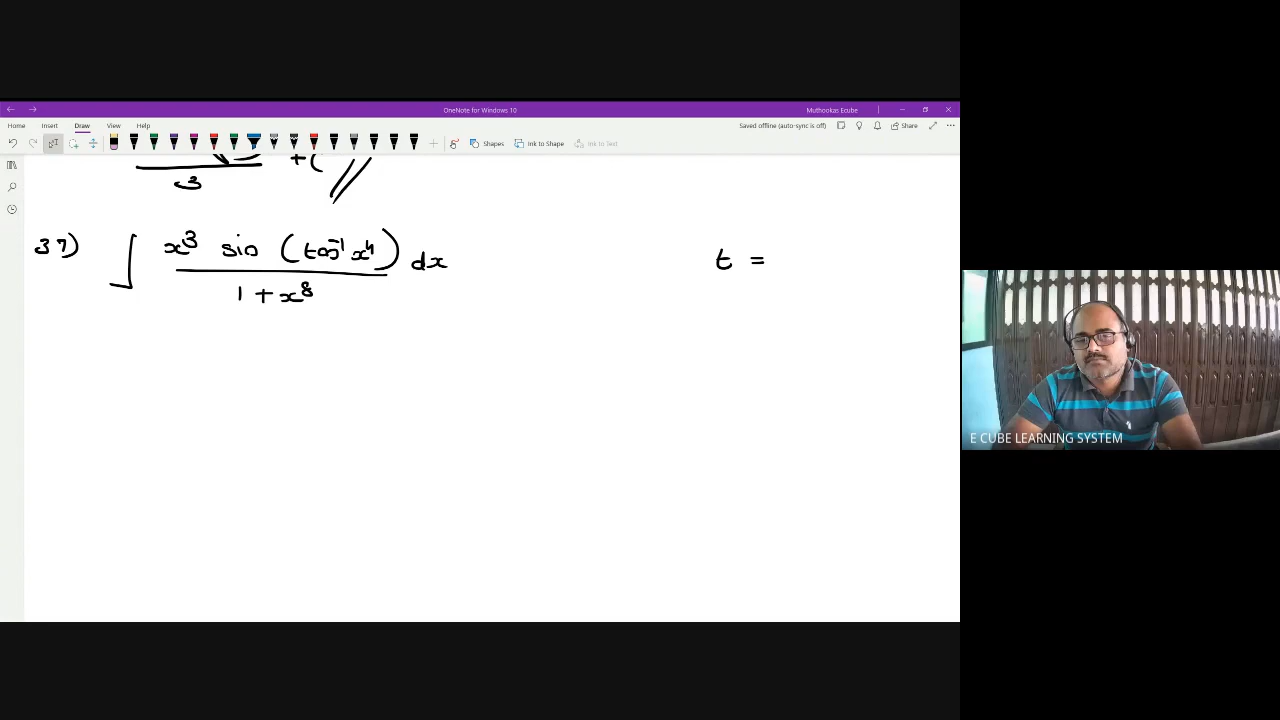 OneNote for Windows 10
Muthookas Ecube
Home Insert Draw View Help
Saved offline (auto-sync is off) Share
Shapes Ink to Shape Ink to Text
3 + C
37) ∫ x³ sin (tan⁻¹ x⁴) / 1 + x⁸ dx
t =
E CUBE LEARNING SYSTEM